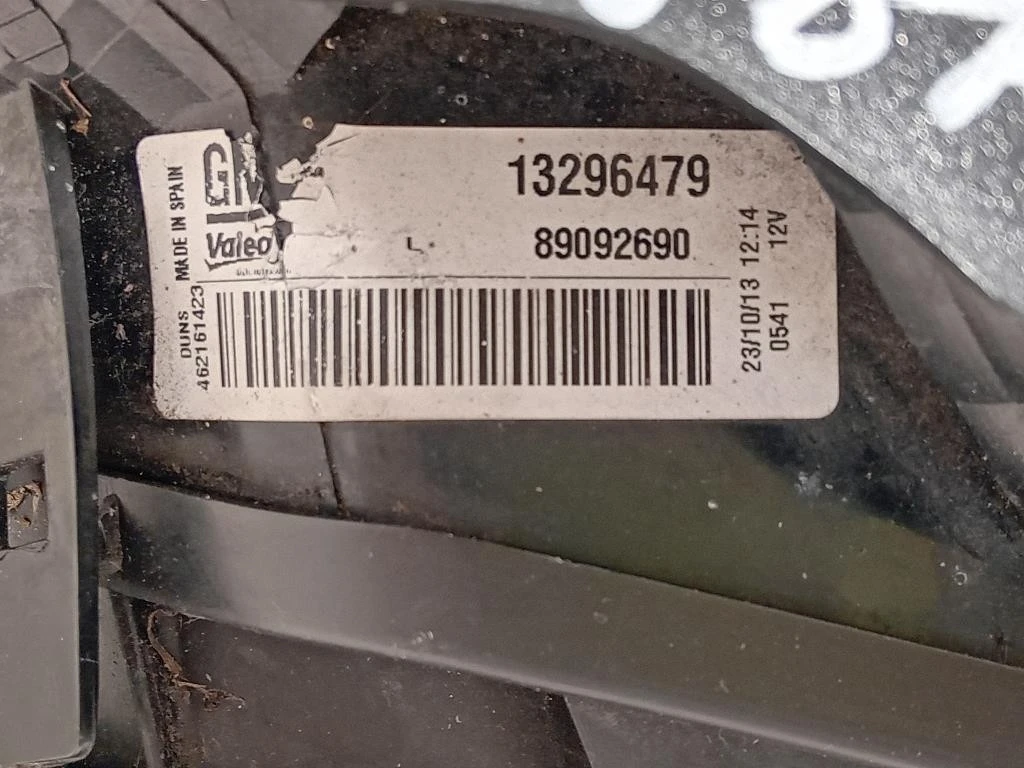 MADE IN SPAIN
GM
Valeo
L
13296479
89092690
DUNS
462161423
23/10/13 12:14
0541 12V